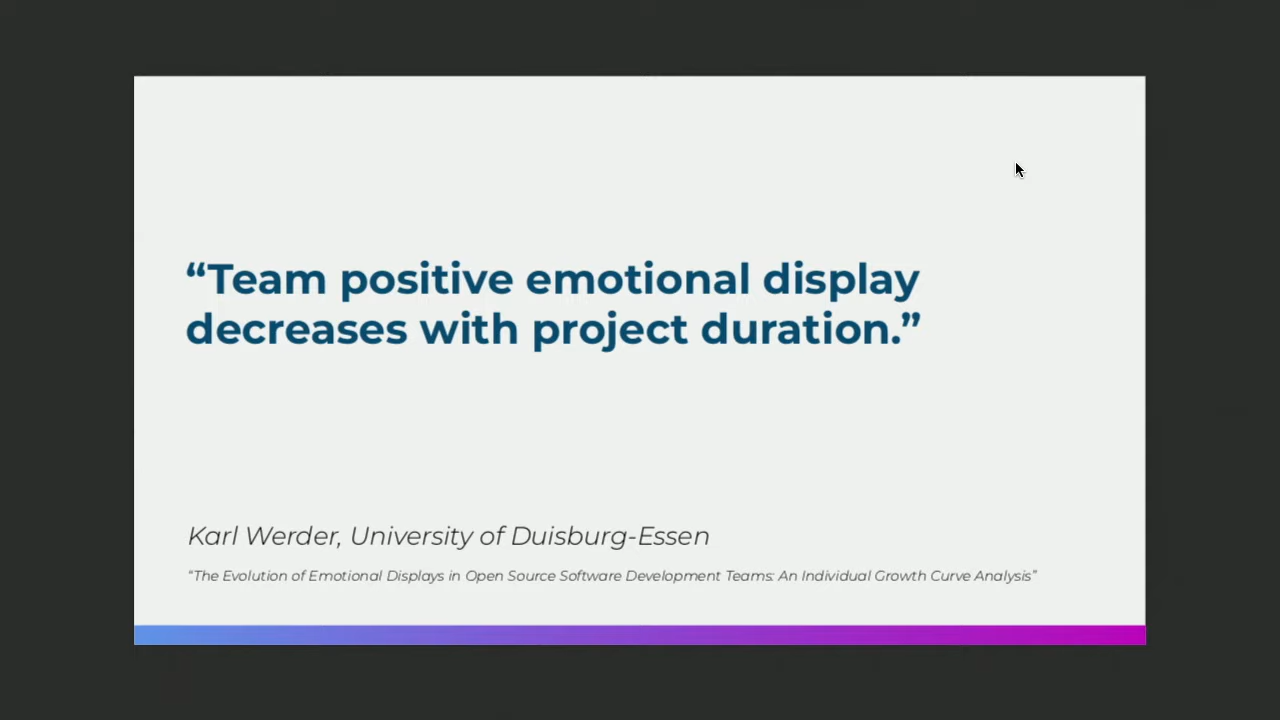 “Team positive emotional display
decreases with project duration.”
Karl Werder, University of Duisburg-Essen
“The Evolution of Emotional Displays in Open Source Software Development Teams: An Individual Growth Curve Analysis”